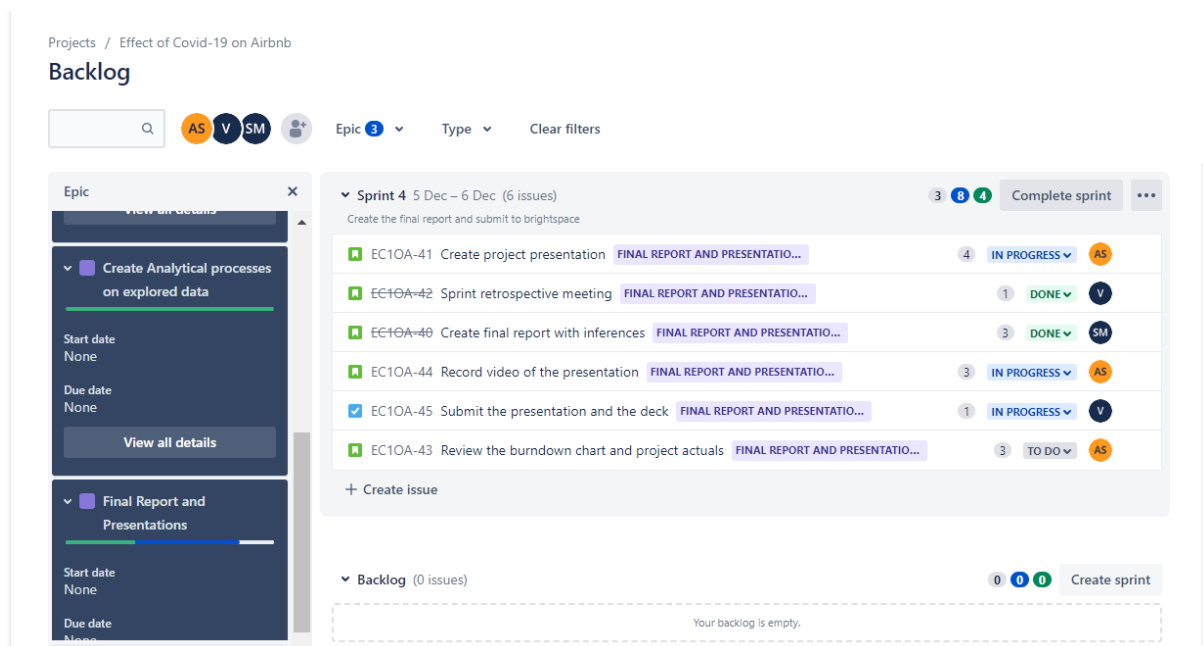 Projects / Effect of Covid-19 on Airbnb
Backlog
AS V SM Epic 3 Type Clear filters
Epic
View all details
Create Analytical processes
on explored data
Start date
None
Due date
None
View all details
Final Report and
Presentations
Start date
None
Due date
None
Sprint 4 5 Dec – 6 Dec (6 issues) 3 8 4 Complete sprint
Create the final report and submit to brightspace
EC1OA-41 Create project presentation FINAL REPORT AND PRESENTATIO... 4 IN PROGRESS AS
EC1OA-42 Sprint retrospective meeting FINAL REPORT AND PRESENTATIO... 1 DONE V
EC1OA-40 Create final report with inferences FINAL REPORT AND PRESENTATIO... 3 DONE SM
EC1OA-44 Record video of the presentation FINAL REPORT AND PRESENTATIO... 3 IN PROGRESS AS
EC1OA-45 Submit the presentation and the deck FINAL REPORT AND PRESENTATIO... 1 IN PROGRESS V
EC1OA-43 Review the burndown chart and project actuals FINAL REPORT AND PRESENTATIO... 3 TO DO AS
+ Create issue
Backlog (0 issues) 0 0 0 Create sprint
Your backlog is empty.